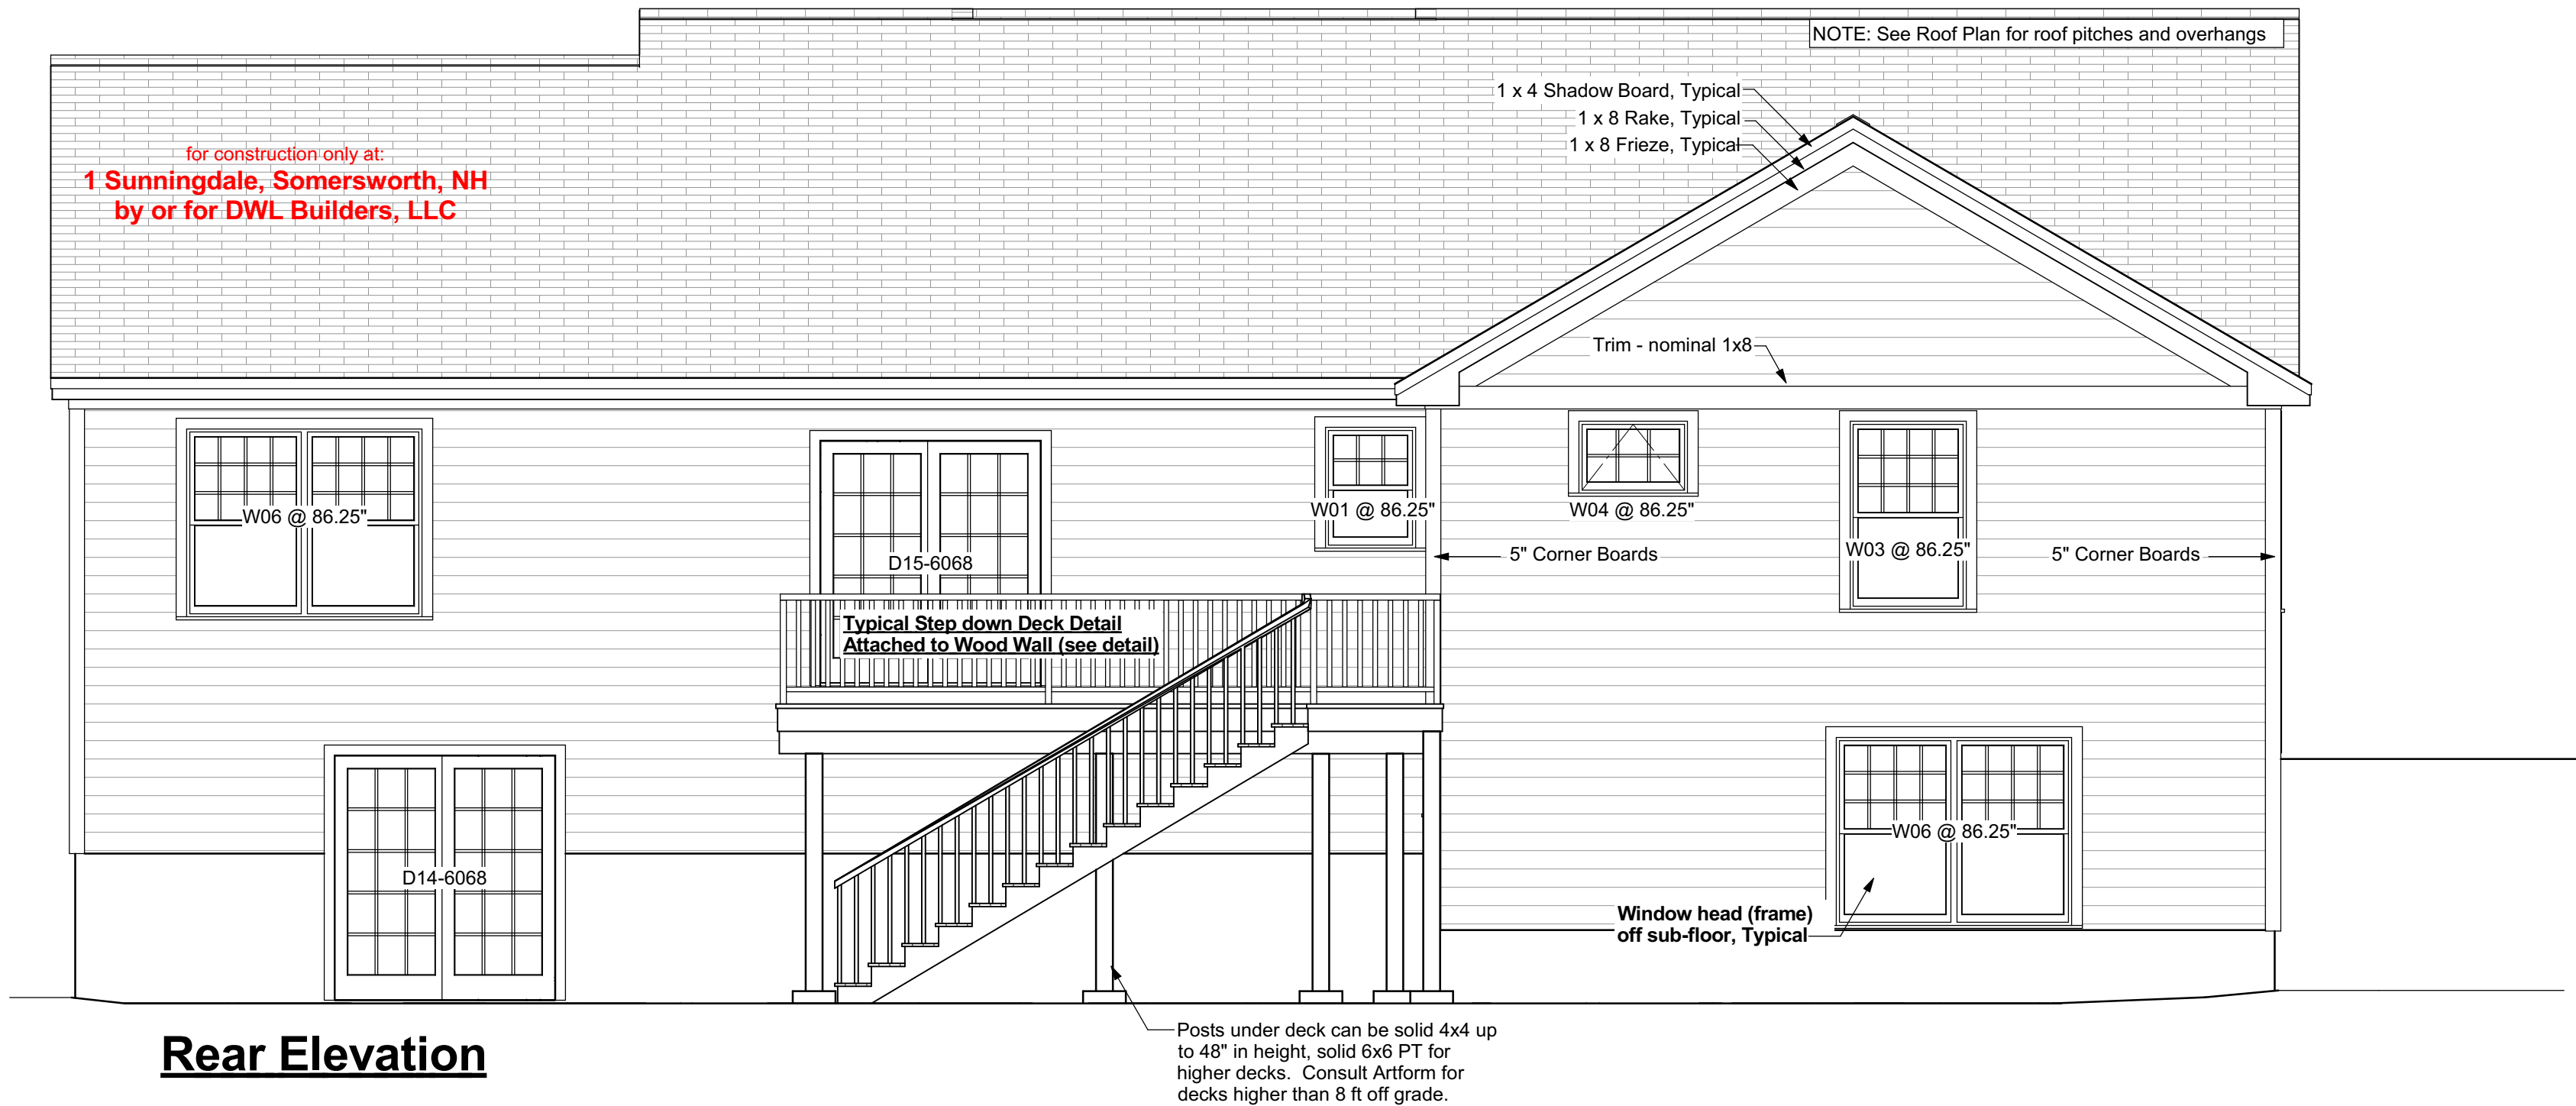 NOTE: See Roof Plan for roof pitches and overhangs
1 x 4 Shadow Board, Typical
1 x 8 Rake, Typical
1 x 8 Frieze, Typical
for construction only at:
1 Sunningdale, Somersworth, NH
by or for DWL Builders, LLC
Trim - nominal 1x8
W06 @ 86.25"
W01 @ 86.25"
W04 @ 86.25"
W03 @ 86.25"
5" Corner Boards
5" Corner Boards
D15-6068
Typical Step down Deck Detail
Attached to Wood Wall (see detail)
W06 @ 86.25"
D14-6068
Window head (frame)
off sub-floor, Typical
Posts under deck can be solid 4x4 up
to 48" in height, solid 6x6 PT for
higher decks.  Consult Artform for
decks higher than 8 ft off grade.
Rear Elevation